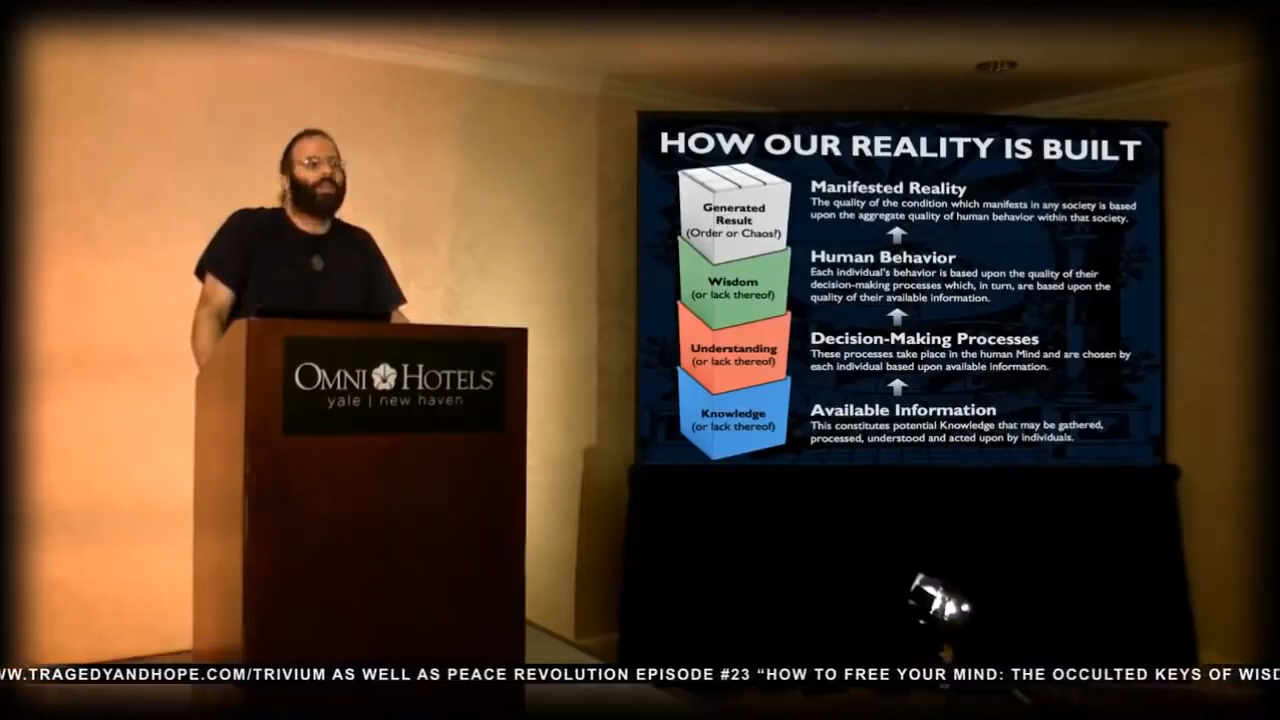 HOW OUR REALITY IS BUILT
Generated
Result
(Order or Chaos?)
Manifested Reality
The quality of the condition which manifests in any society is based
upon the aggregate quality of human behavior within that society.
Wisdom
(or lack thereof)
Human Behavior
Each individual's behavior is based upon the quality of their
decision-making processes which, in turn, are based upon the
quality of their available information.
Understanding
(or lack thereof)
Decision-Making Processes
These processes take place in the human Mind and are chosen by
each individual based upon available information.
Knowledge
(or lack thereof)
Available Information
This constitutes potential Knowledge that may be gathered,
processed, understood and acted upon by individuals.
OMNI HOTELS
yale | new haven
WW.TRAGEDYANDHOPE.COM/TRIVIUM AS WELL AS PEACE REVOLUTION EPISODE #23 “HOW TO FREE YOUR MIND: THE OCCULTED KEYS OF WISD